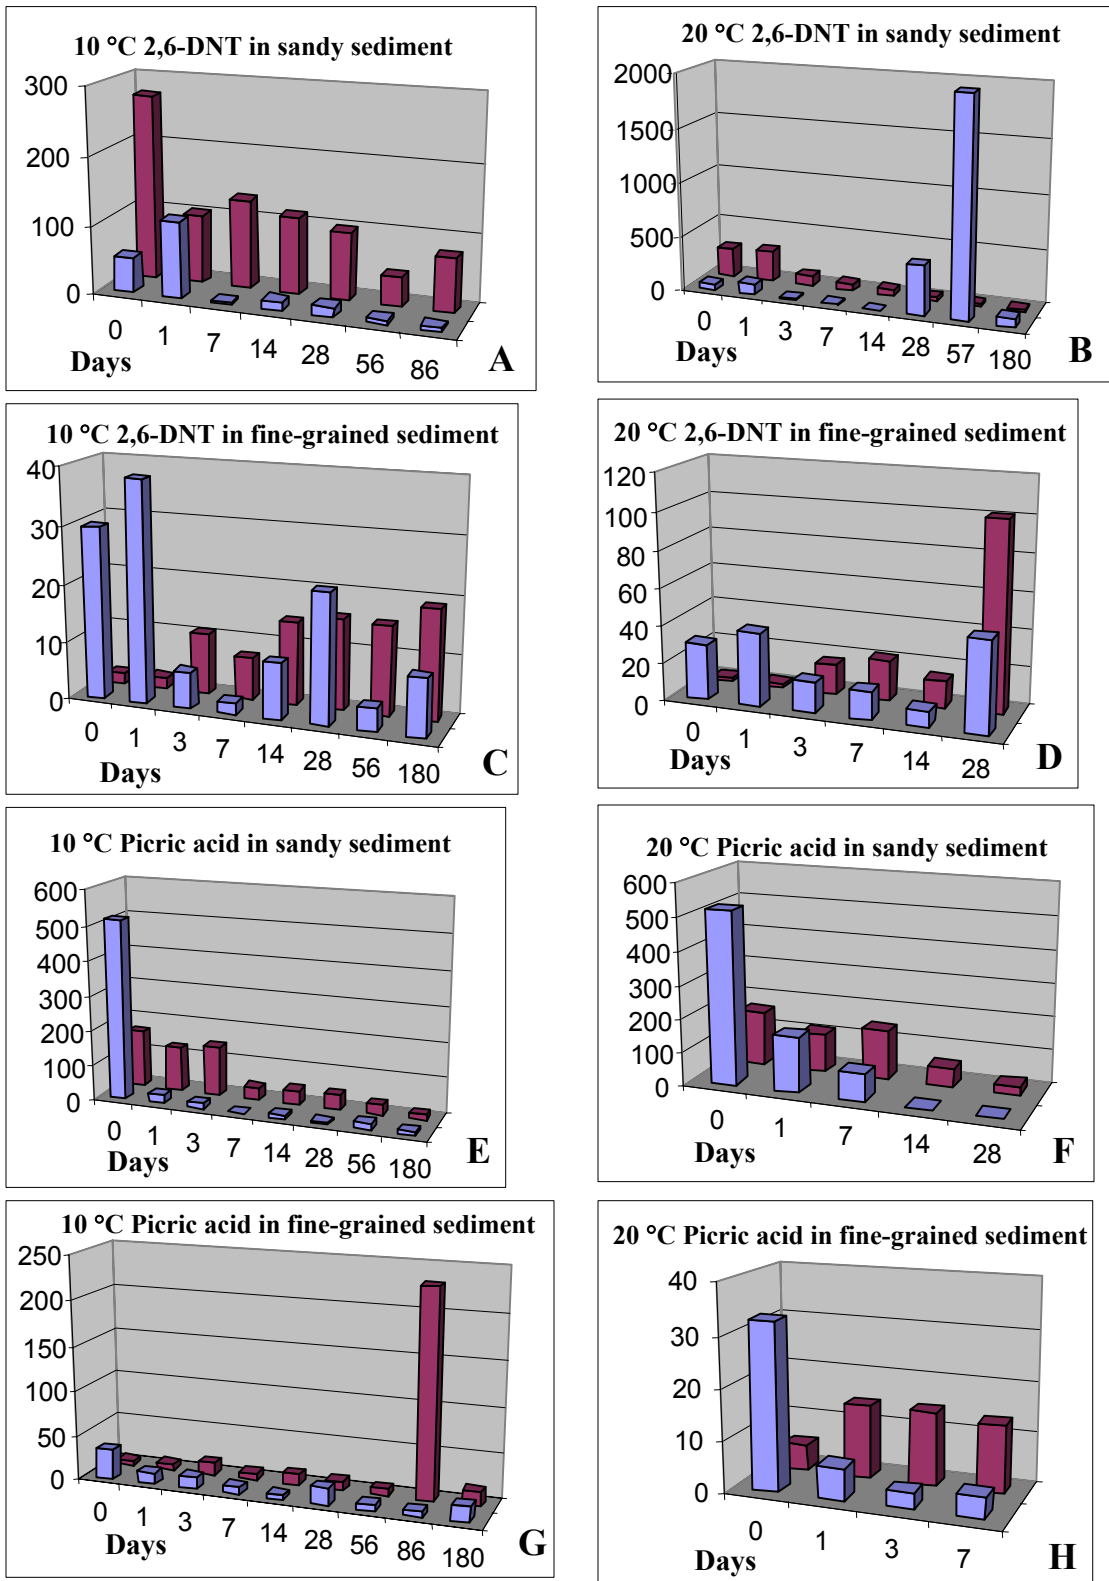 10 °C 2,6-DNT in sandy sediment
300
200
100
0
0 1 7 14 28 56 86
Days
A
20 °C 2,6-DNT in sandy sediment
2000
1500
1000
500
0
0 1 3 7 14 28 57 180
Days
B
10 °C 2,6-DNT in fine-grained sediment
40
30
20
10
0
0 1 3 7 14 28 56 180
Days
C
20 °C 2,6-DNT in fine-grained sediment
120
100
80
60
40
20
0
0 1 3 7 14 28
Days
D
10 °C Picric acid in sandy sediment
600
500
400
300
200
100
0
0 1 3 7 14 28 56 180
Days
E
20 °C Picric acid in sandy sediment
600
500
400
300
200
100
0
0 1 7 14 28
Days
F
10 °C Picric acid in fine-grained sediment
250
200
150
100
50
0
0 1 3 7 14 28 56 86 180
Days
G
20 °C Picric acid in fine-grained sediment
40
30
20
10
0
0 1 3 7
Days
H